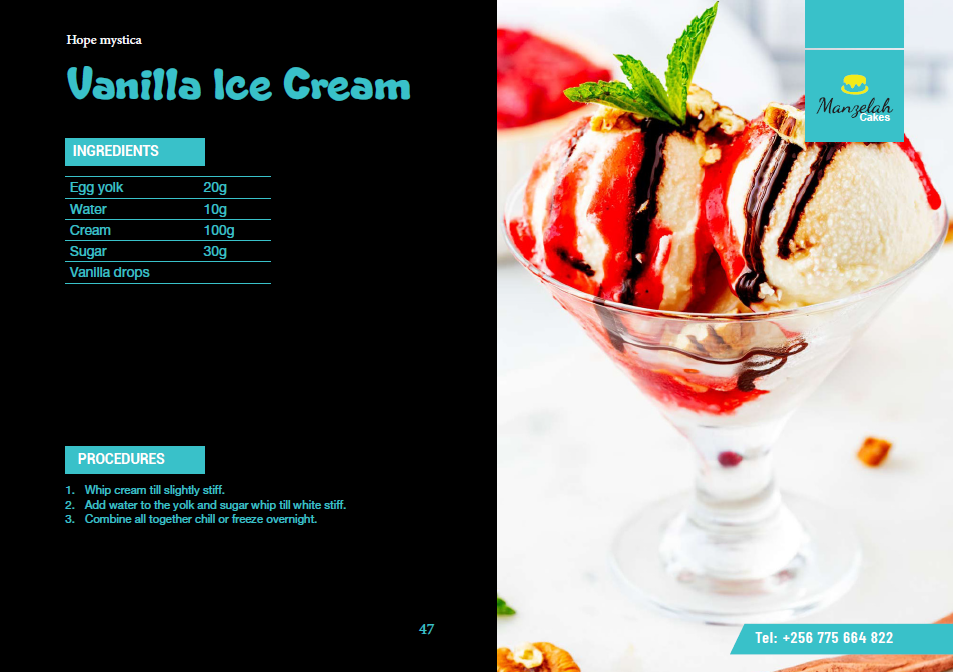 Hope mystica
Vanilla Ice Cream
INGREDIENTS
Egg yolk 20g
Water 10g
Cream 100g
Sugar 30g
Vanilla drops
PROCEDURES
1. Whip cream till slightly stiff.
2. Add water to the yolk and sugar whip till white stiff.
3. Combine all together chill or freeze overnight.
47
Manzelah
Cakes
Tel: +256 775 664 822